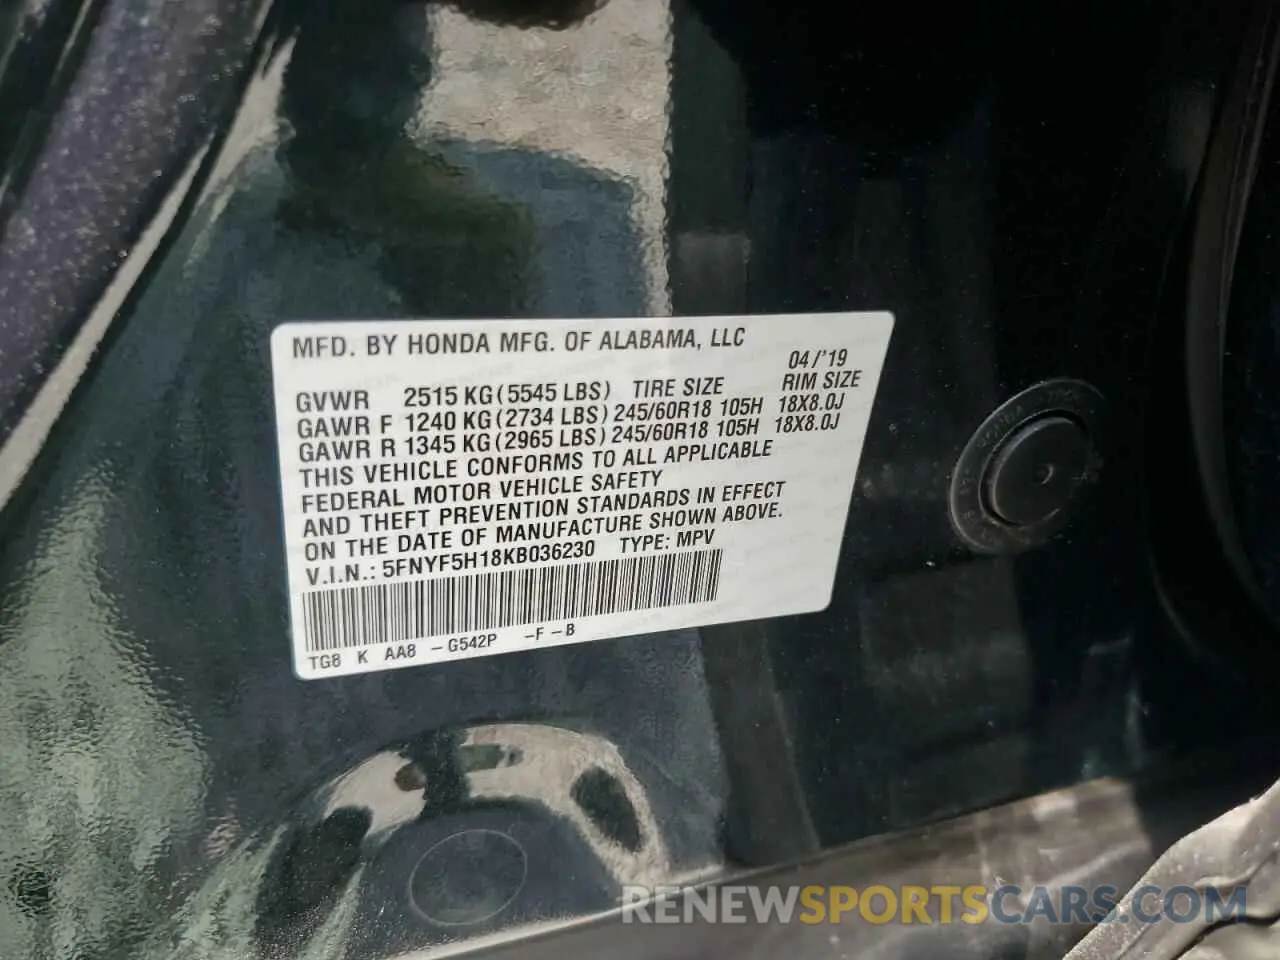 MFD. BY HONDA MFG. OF ALABAMA, LLC
04/'19
GVWR 2515 KG (5545 LBS) TIRE SIZE RIM SIZE
GAWR F 1240 KG (2734 LBS) 245/60R18 105H 18X8.0J
GAWR R 1345 KG (2965 LBS) 245/60R18 105H 18X8.0J
THIS VEHICLE CONFORMS TO ALL APPLICABLE
FEDERAL MOTOR VEHICLE SAFETY
AND THEFT PREVENTION STANDARDS IN EFFECT
ON THE DATE OF MANUFACTURE SHOWN ABOVE.
V.I.N.: 5FNYF5H18KB036230 TYPE: MPV
TG8 K AA8 -G542P -F-B
RENEWSPORTSCARS.COM